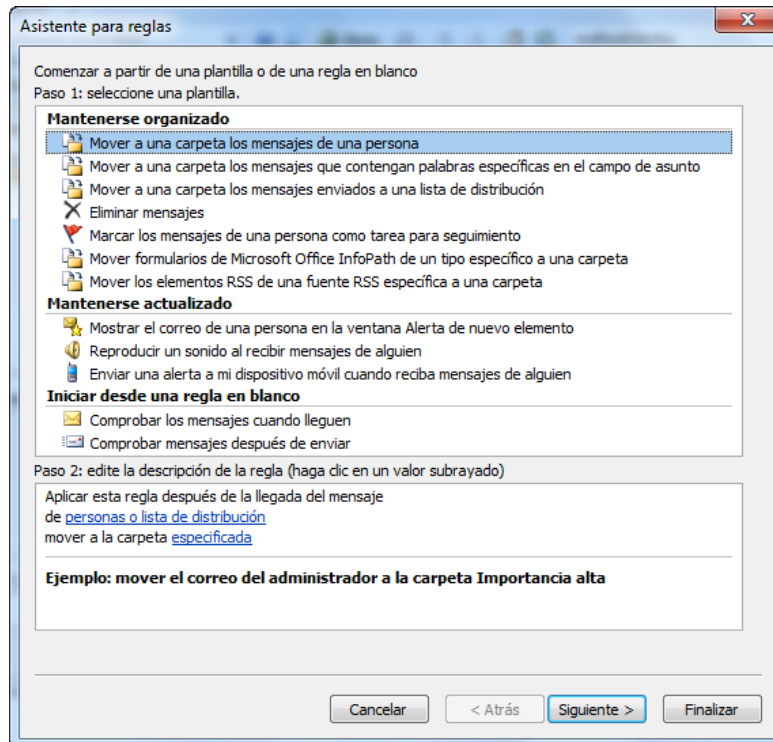 Asistente para reglas
Comenzar a partir de una plantilla o de una regla en blanco
Paso 1: seleccione una plantilla.
Mantenerse organizado
Mover a una carpeta los mensajes de una persona
Mover a una carpeta los mensajes que contengan palabras específicas en el campo de asunto
Mover a una carpeta los mensajes enviados a una lista de distribución
Eliminar mensajes
Marcar los mensajes de una persona como tarea para seguimiento
Mover formularios de Microsoft Office InfoPath de un tipo específico a una carpeta
Mover los elementos RSS de una fuente RSS específica a una carpeta
Mantenerse actualizado
Mostrar el correo de una persona en la ventana Alerta de nuevo elemento
Reproducir un sonido al recibir mensajes de alguien
Enviar una alerta a mi dispositivo móvil cuando reciba mensajes de alguien
Iniciar desde una regla en blanco
Comprobar los mensajes cuando lleguen
Comprobar mensajes después de enviar
Paso 2: edite la descripción de la regla (haga clic en un valor subrayado)
Aplicar esta regla después de la llegada del mensaje
de personas o lista de distribución
mover a la carpeta especificada
Ejemplo: mover el correo del administrador a la carpeta Importancia alta
Cancelar < Atrás Siguiente > Finalizar